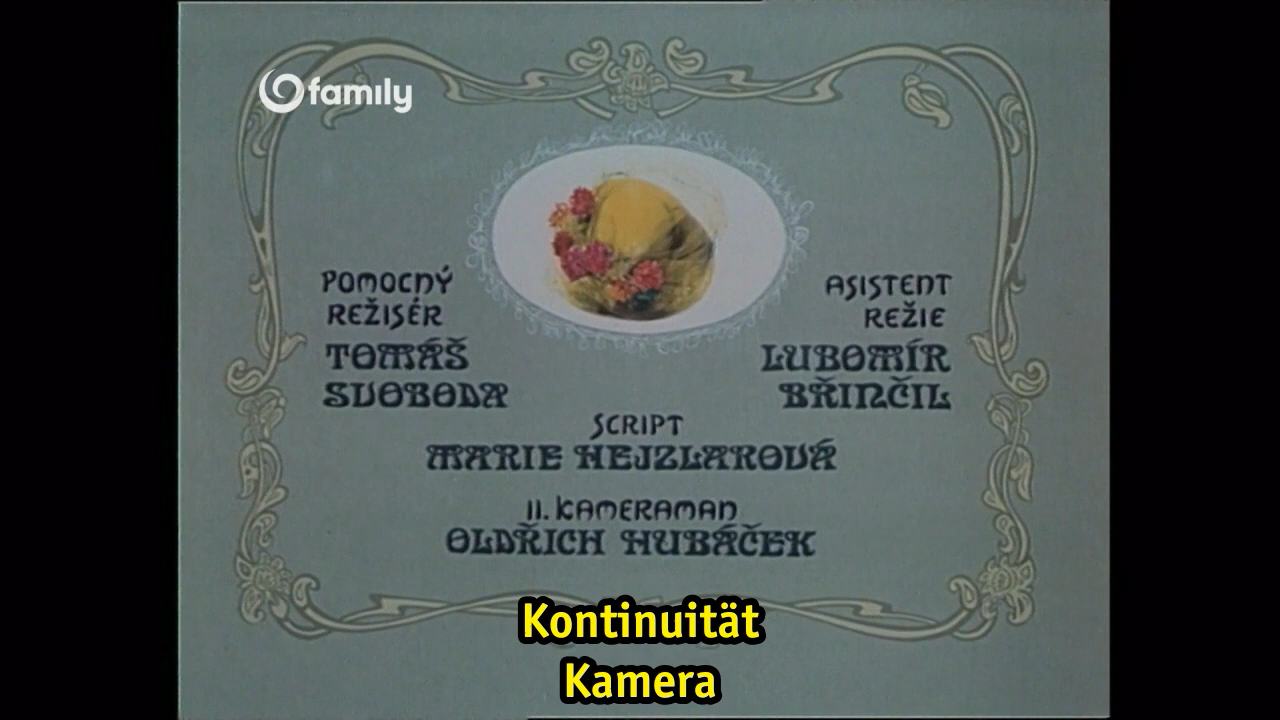 family
POMOCNÝ
REŽISÉR
TOMÁŠ
SVOBODA
ASISTENT
REŽIE
LUBOMÍR
BŘINČIL
SCRIPT
MARIE HEJZLAROVÁ
II. KAMERAMAN
OLDŘICH HUBÁČEK
Kontinuität
Kamera